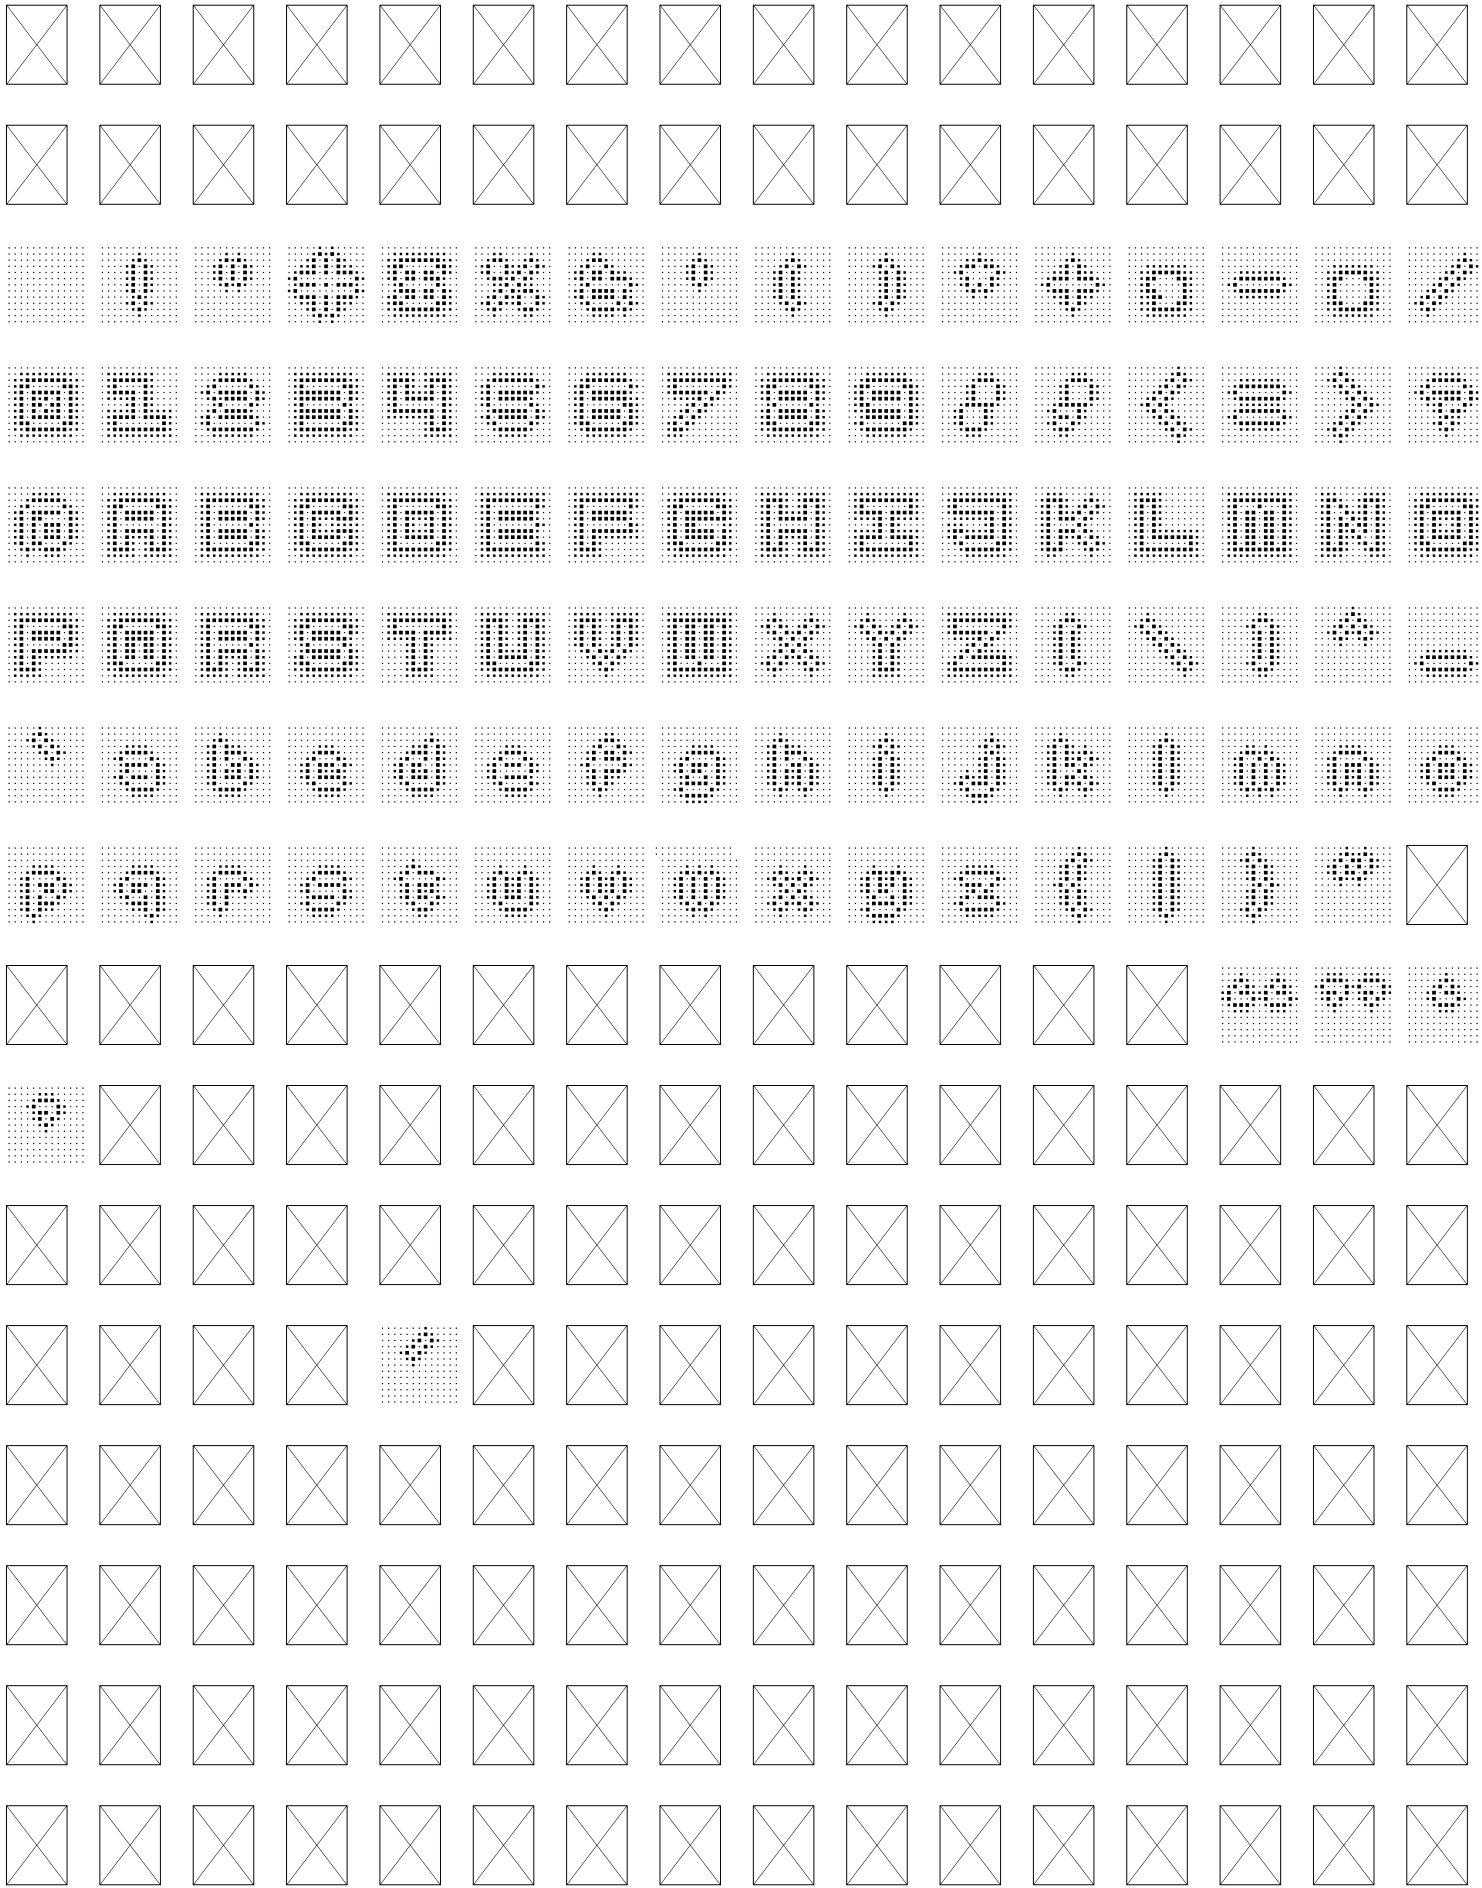 ! " # $ % & ' ( ) * + , - . /
0 1 2 3 4 5 6 7 8 9 : ; < = > ?
@ A B C D E F G H I J K L M N O
P Q R S T U V W X Y Z [ \ ] ^ _
` a b c d e f g h i j k l m n o
p q r s t u v w x y z { | } ~
“ ” ‘
’
´